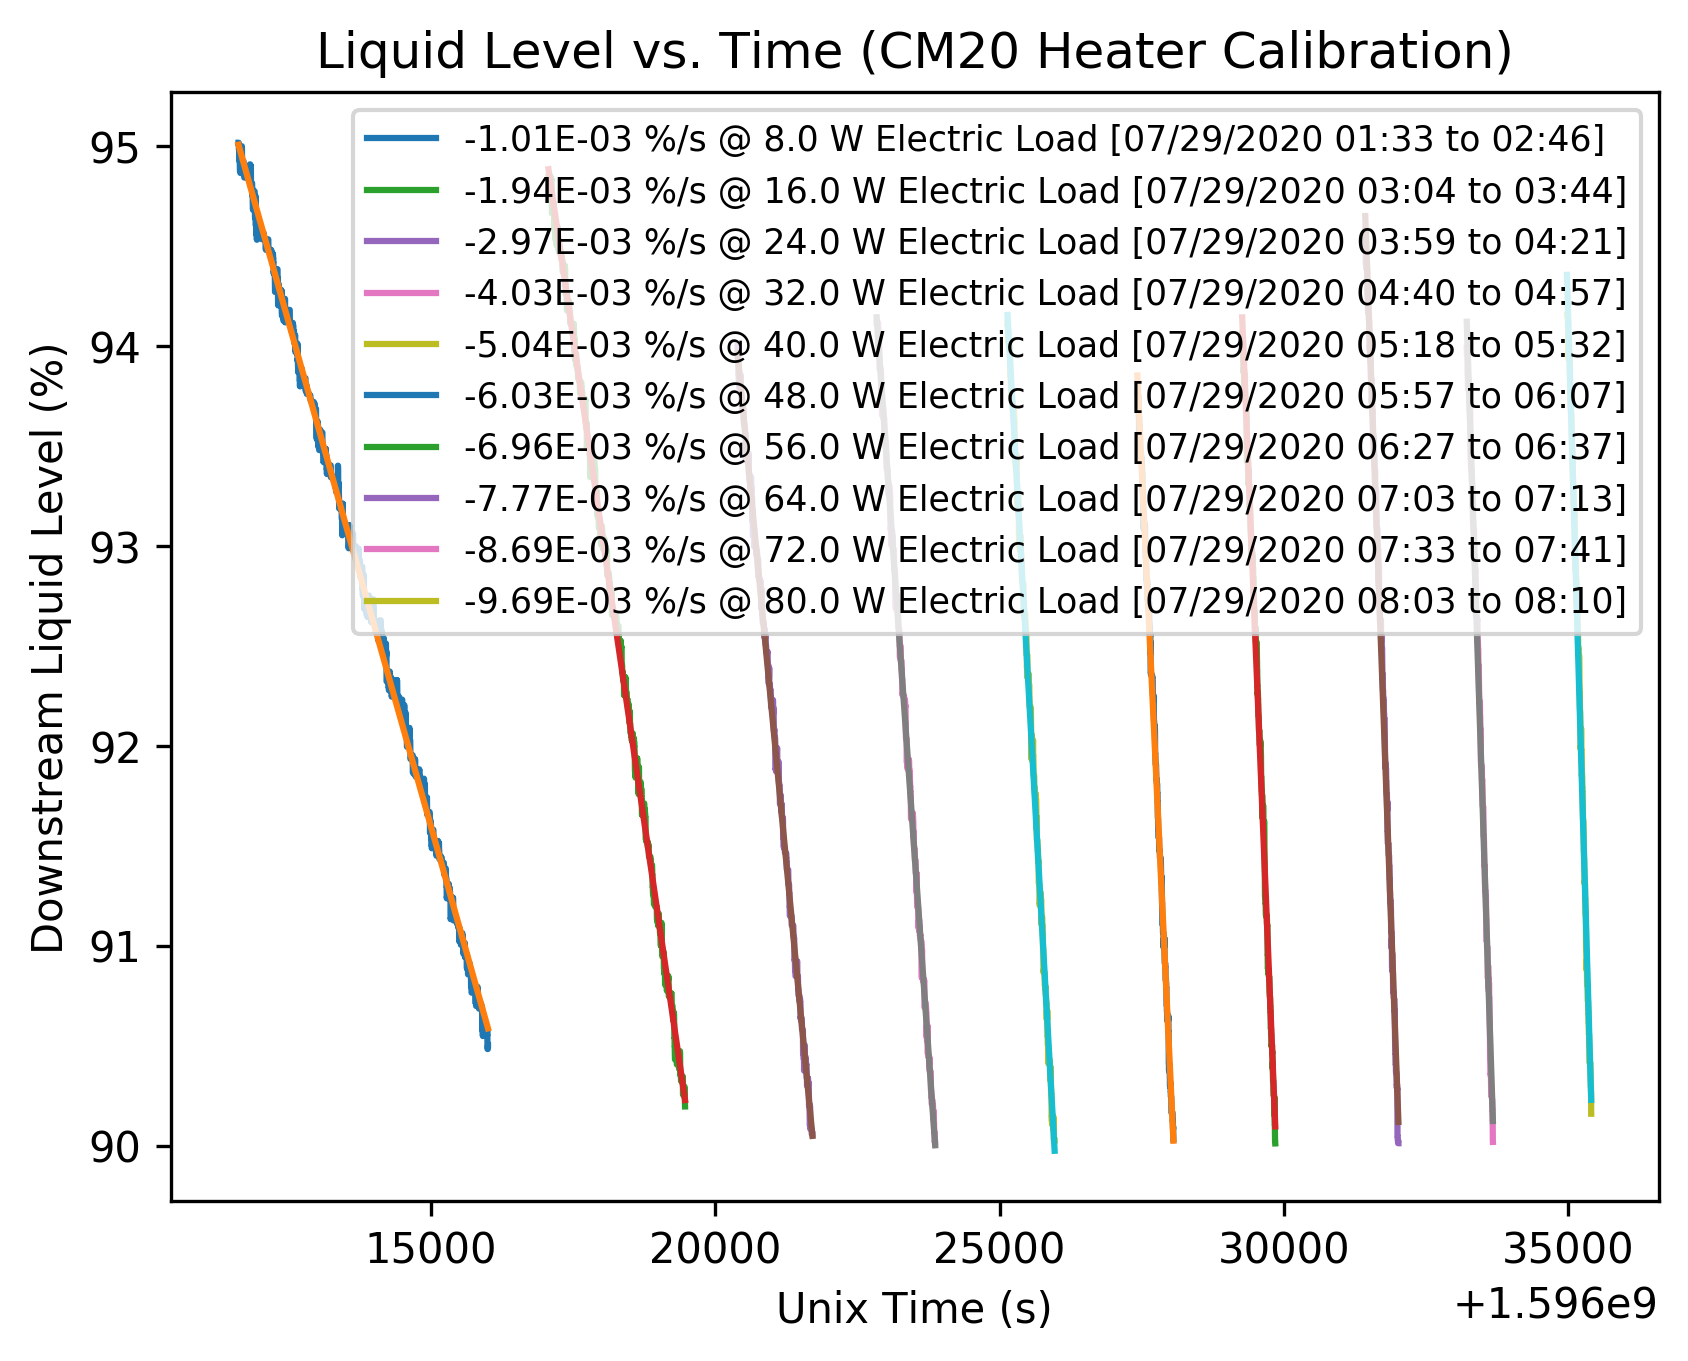 Liquid Level vs. Time (CM20 Heater Calibration)
-1.01E-03 %/s @ 8.0 W Electric Load [07/29/2020 01:33 to 02:46]
-1.94E-03 %/s @ 16.0 W Electric Load [07/29/2020 03:04 to 03:44]
-2.97E-03 %/s @ 24.0 W Electric Load [07/29/2020 03:59 to 04:21]
-4.03E-03 %/s @ 32.0 W Electric Load [07/29/2020 04:40 to 04:57]
-5.04E-03 %/s @ 40.0 W Electric Load [07/29/2020 05:18 to 05:32]
-6.03E-03 %/s @ 48.0 W Electric Load [07/29/2020 05:57 to 06:07]
-6.96E-03 %/s @ 56.0 W Electric Load [07/29/2020 06:27 to 06:37]
-7.77E-03 %/s @ 64.0 W Electric Load [07/29/2020 07:03 to 07:13]
-8.69E-03 %/s @ 72.0 W Electric Load [07/29/2020 07:33 to 07:41]
-9.69E-03 %/s @ 80.0 W Electric Load [07/29/2020 08:03 to 08:10]
Downstream Liquid Level (%)
95
94
93
92
91
90
15000 20000 25000 30000 35000
+1.596e9
Unix Time (s)